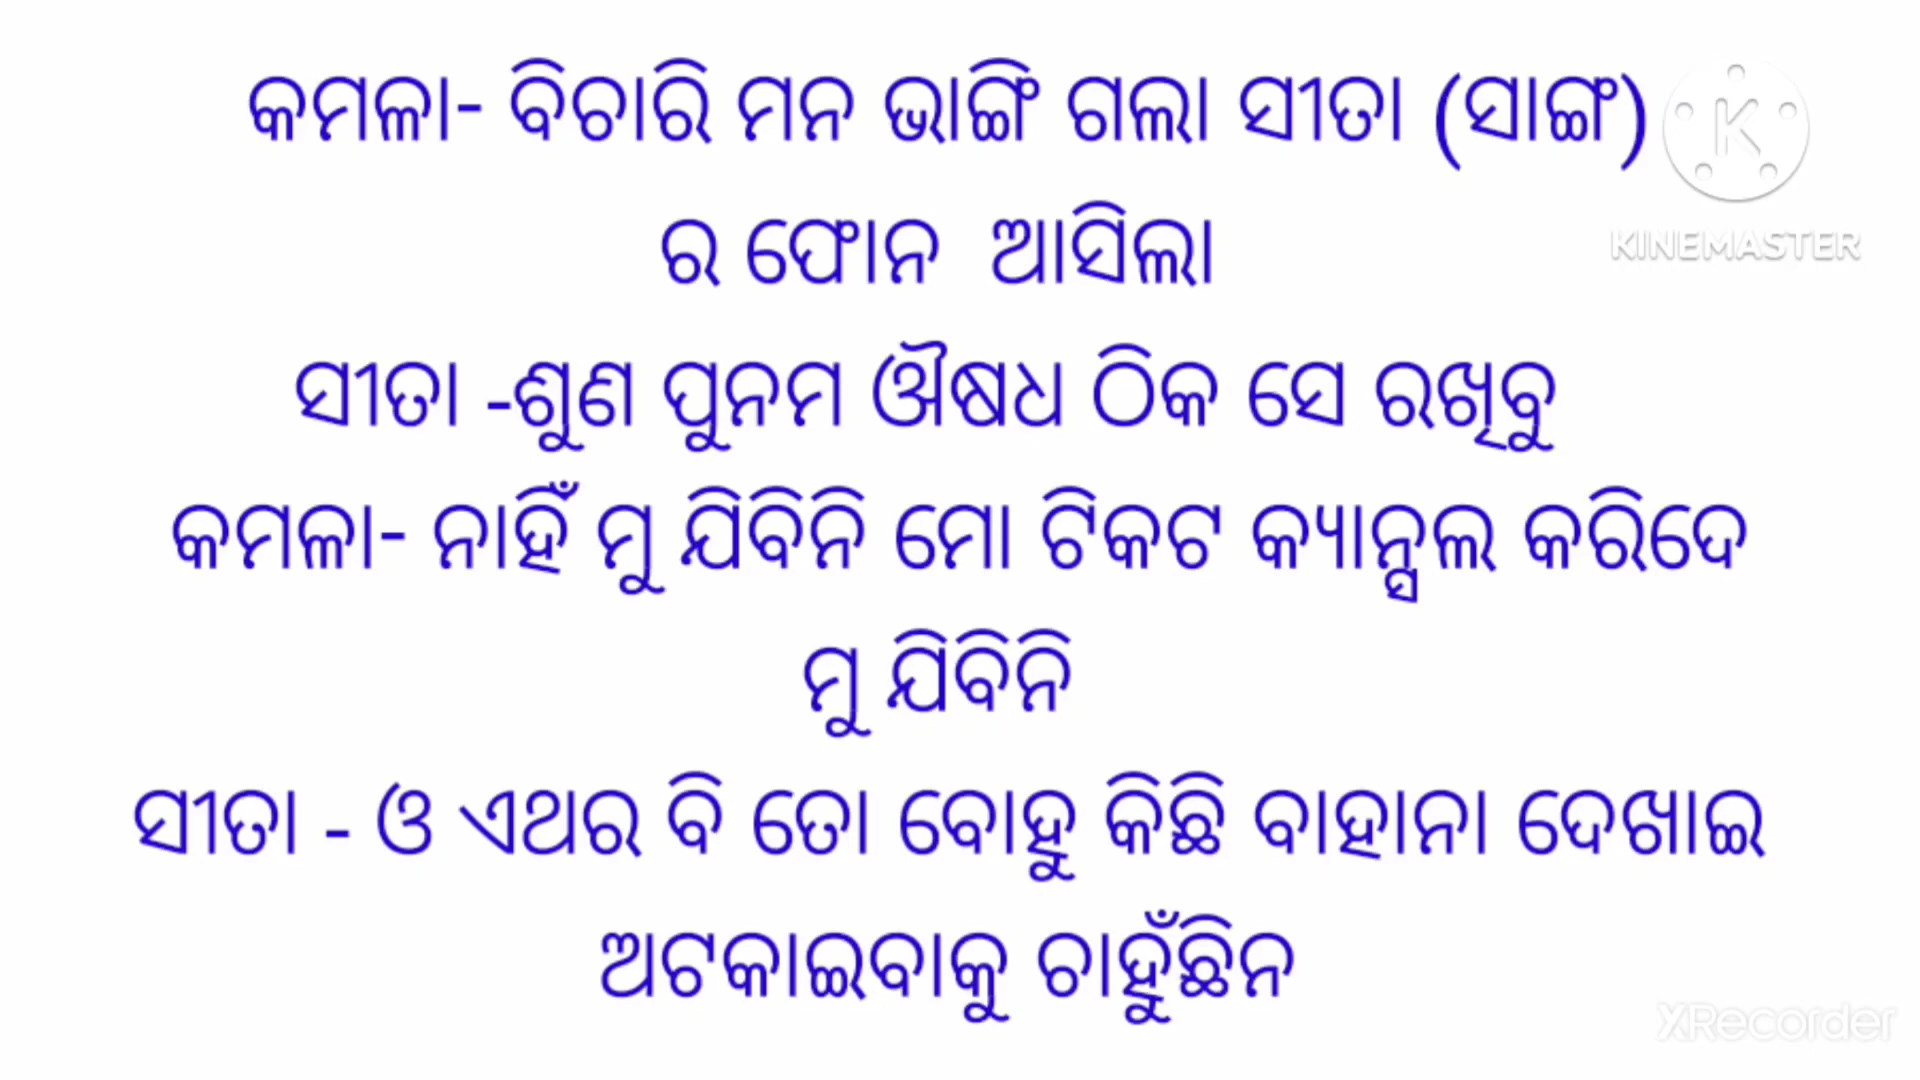 କମଳା- ବିଚାରି ମନ ଭାଙ୍ଗି ଗଲା ସୀତା (ସାଙ୍ଗ)
ର ଫୋନ ଆସିଲା
ସୀତା -ଶୁଣ ପୁନମ ଔଷଧ ଠିକ ସେ ରଖିବୁ
କମଳା- ନାହିଁ ମୁ ଯିବିନି ମୋ ଟିକଟ କ୍ୟାନ୍ସଲ କରିଦେ
ମୁ ଯିବିନି
ସୀତା - ଓ ଏଥର ବି ତୋ ବୋହୁ କିଛି ବାହାନା ଦେଖାଇ
ଅଟକାଇବାକୁ ଚାହୁଁଛିନ
K
KINEMASTER
XRecorder